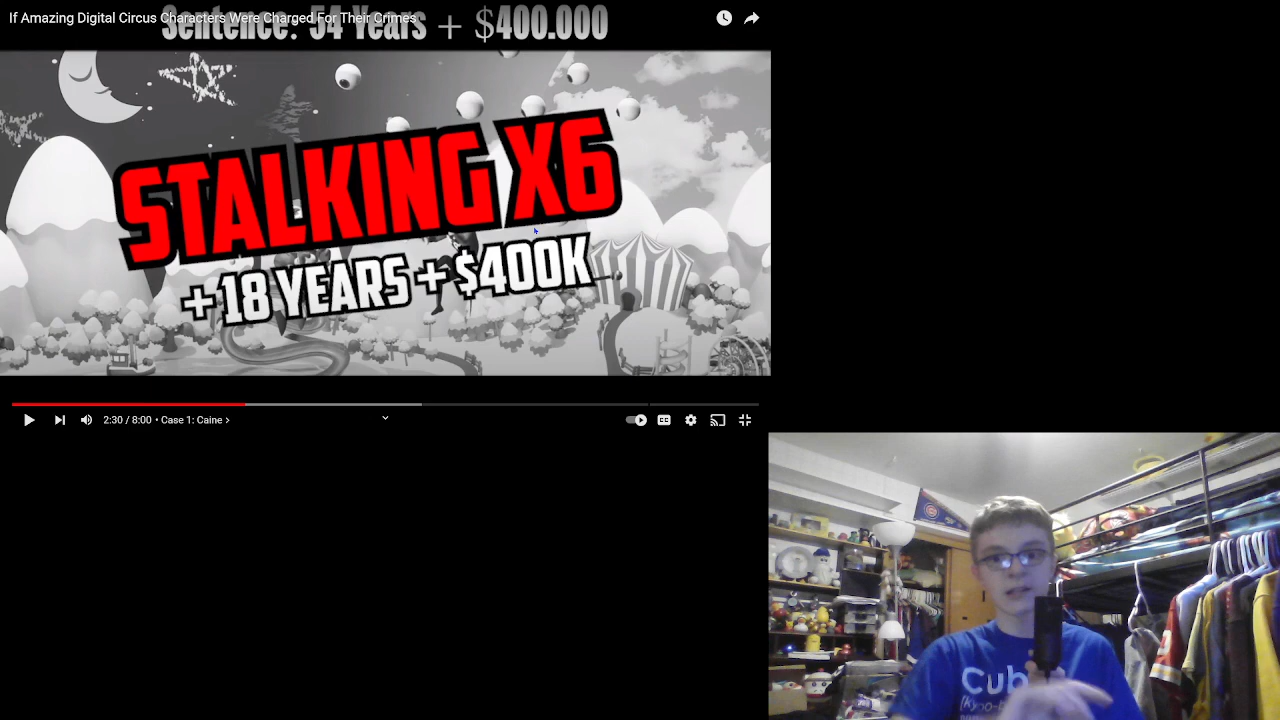 If Amazing Digital Circus Characters Were Charged For Their Crimes
Sentence: 54 Years + $400.000
STALKING X6
+18 YEARS + $400K
2:30 / 8:00 • Case 1: Caine ›
CC
Cub